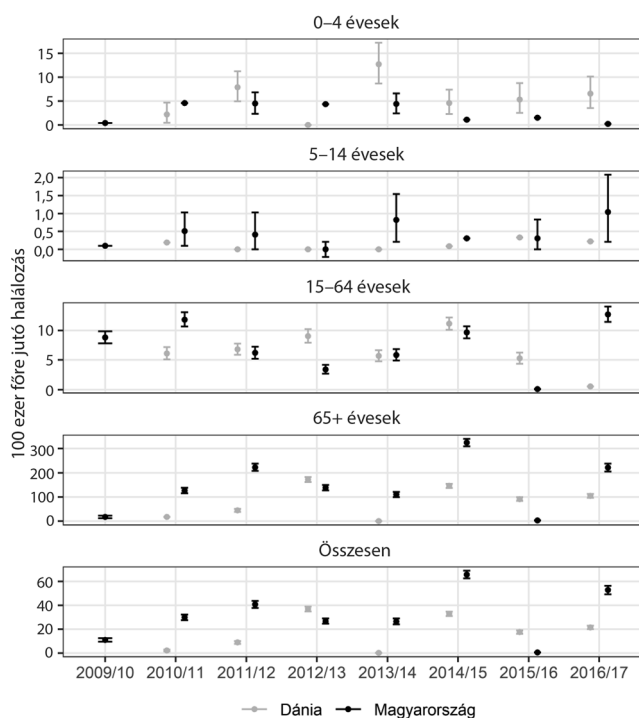 0–4 évesek
15
10
5
0
5–14 évesek
2,0
1,5
1,0
0,5
0,0
15–64 évesek
10
5
0
65+ évesek
300
200
100
0
Összesen
60
40
20
0
100 ezer főre jutó halálozás
2009/10 2010/11 2011/12 2012/13 2013/14 2014/15 2015/16 2016/17
Dánia Magyarország